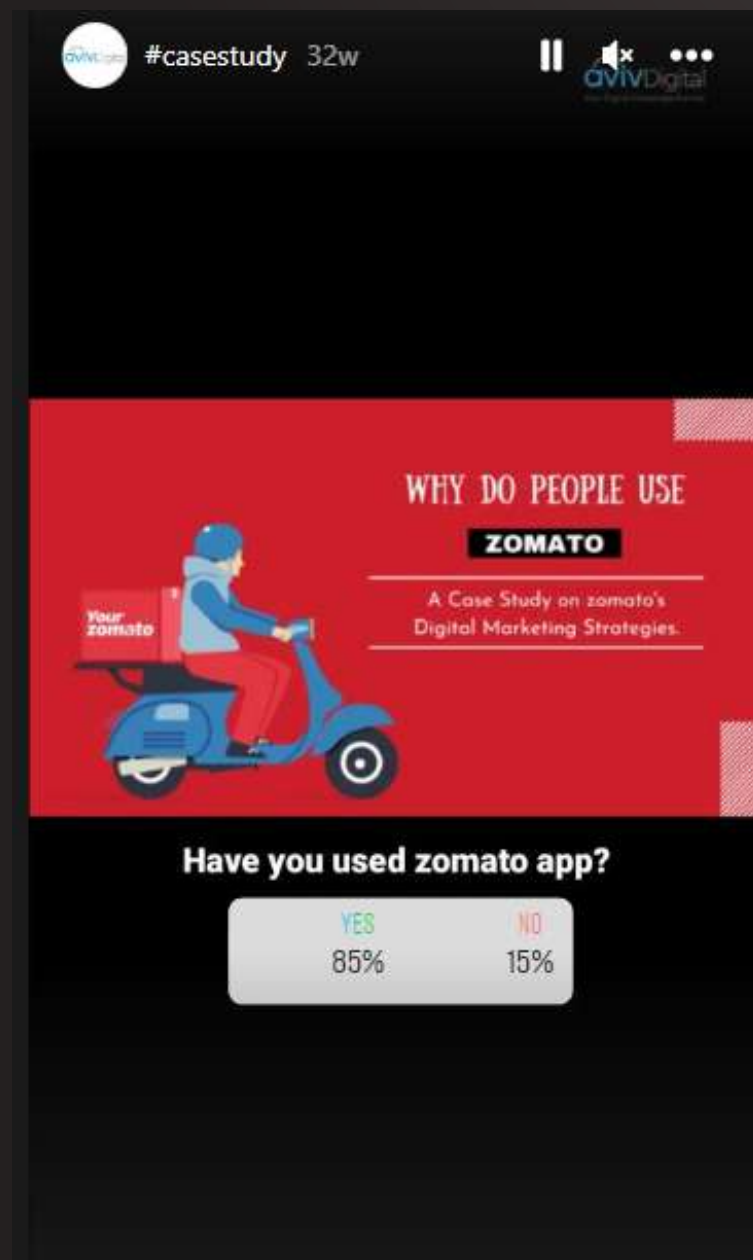 avivDigital
#casestudy 32w
avivDigital
WHY DO PEOPLE USE
ZOMATO
A Case Study on zomato's
Digital Marketing Strategies.
Your
zomato
Have you used zomato app?
YES NO
85% 15%